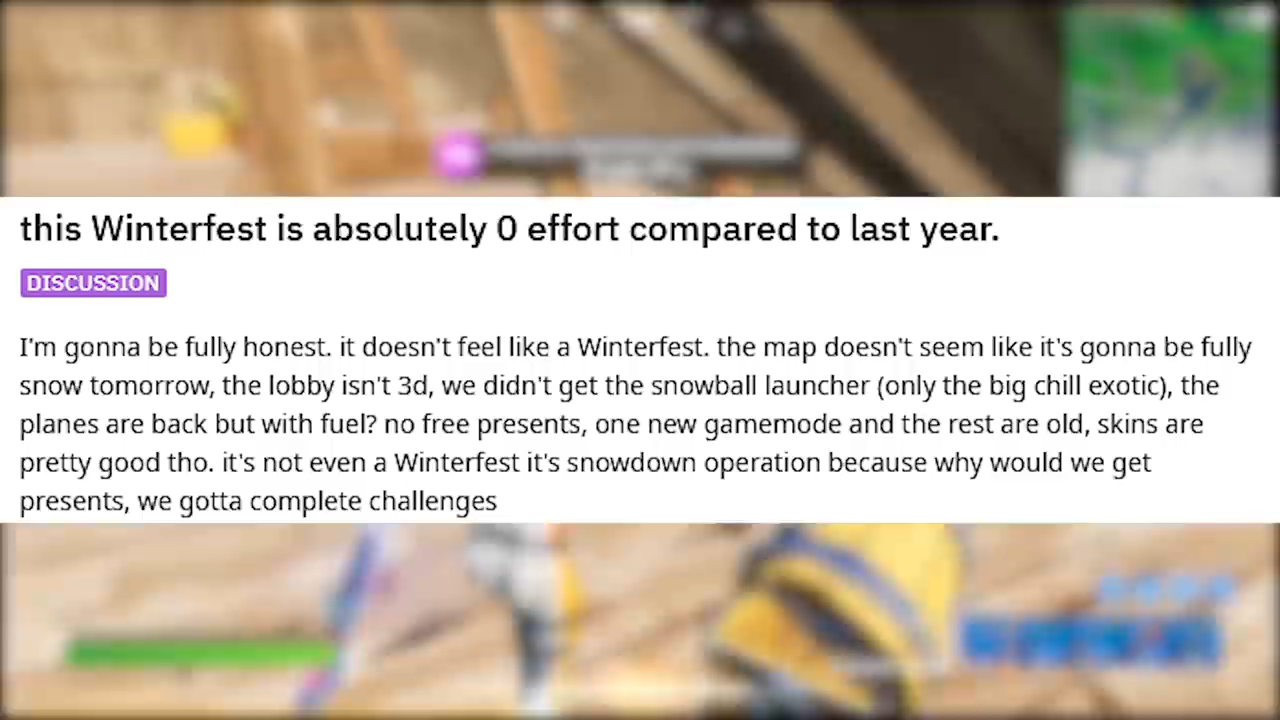 this Winterfest is absolutely 0 effort compared to last year.
DISCUSSION
I'm gonna be fully honest. it doesn't feel like a Winterfest. the map doesn't seem like it's gonna be fully
snow tomorrow, the lobby isn't 3d, we didn't get the snowball launcher (only the big chill exotic), the
planes are back but with fuel? no free presents, one new gamemode and the rest are old, skins are
pretty good tho. it's not even a Winterfest it's snowdown operation because why would we get
presents, we gotta complete challenges